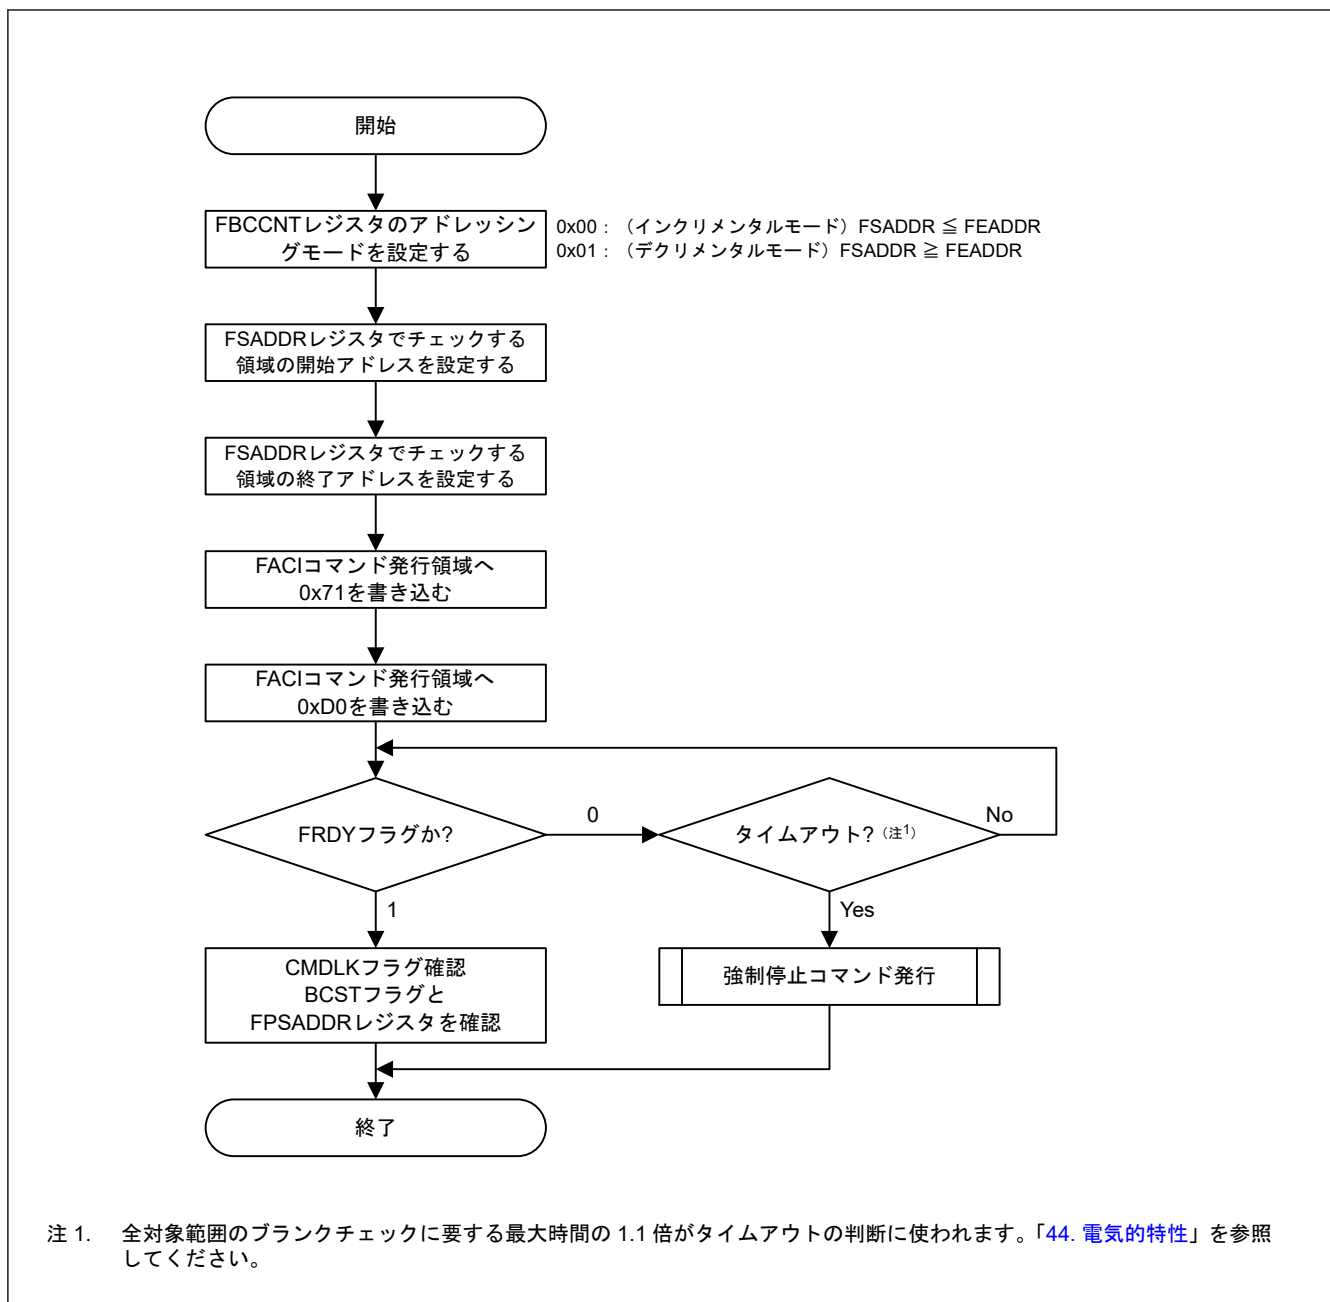 開始
FBCCNTレジスタのアドレッシン
グモードを設定する
0x00 : （インクリメンタルモード）FSADDR ≦ FEADDR
0x01 : （デクリメンタルモード）FSADDR ≧ FEADDR
FSADDRレジスタでチェックする
領域の開始アドレスを設定する
FSADDRレジスタでチェックする
領域の終了アドレスを設定する
FACIコマンド発行領域へ
0x71を書き込む
FACIコマンド発行領域へ
0xD0を書き込む
FRDYフラグか?
0
タイムアウト? (注1)
No
1
Yes
CMDLKフラグ確認
BCSTフラグと
FPSADDRレジスタを確認
強制停止コマンド発行
終了
注 1. 全対象範囲のブランクチェックに要する最大時間の 1.1 倍がタイムアウトの判断に使われます。「44. 電気的特性」を参照
してください。